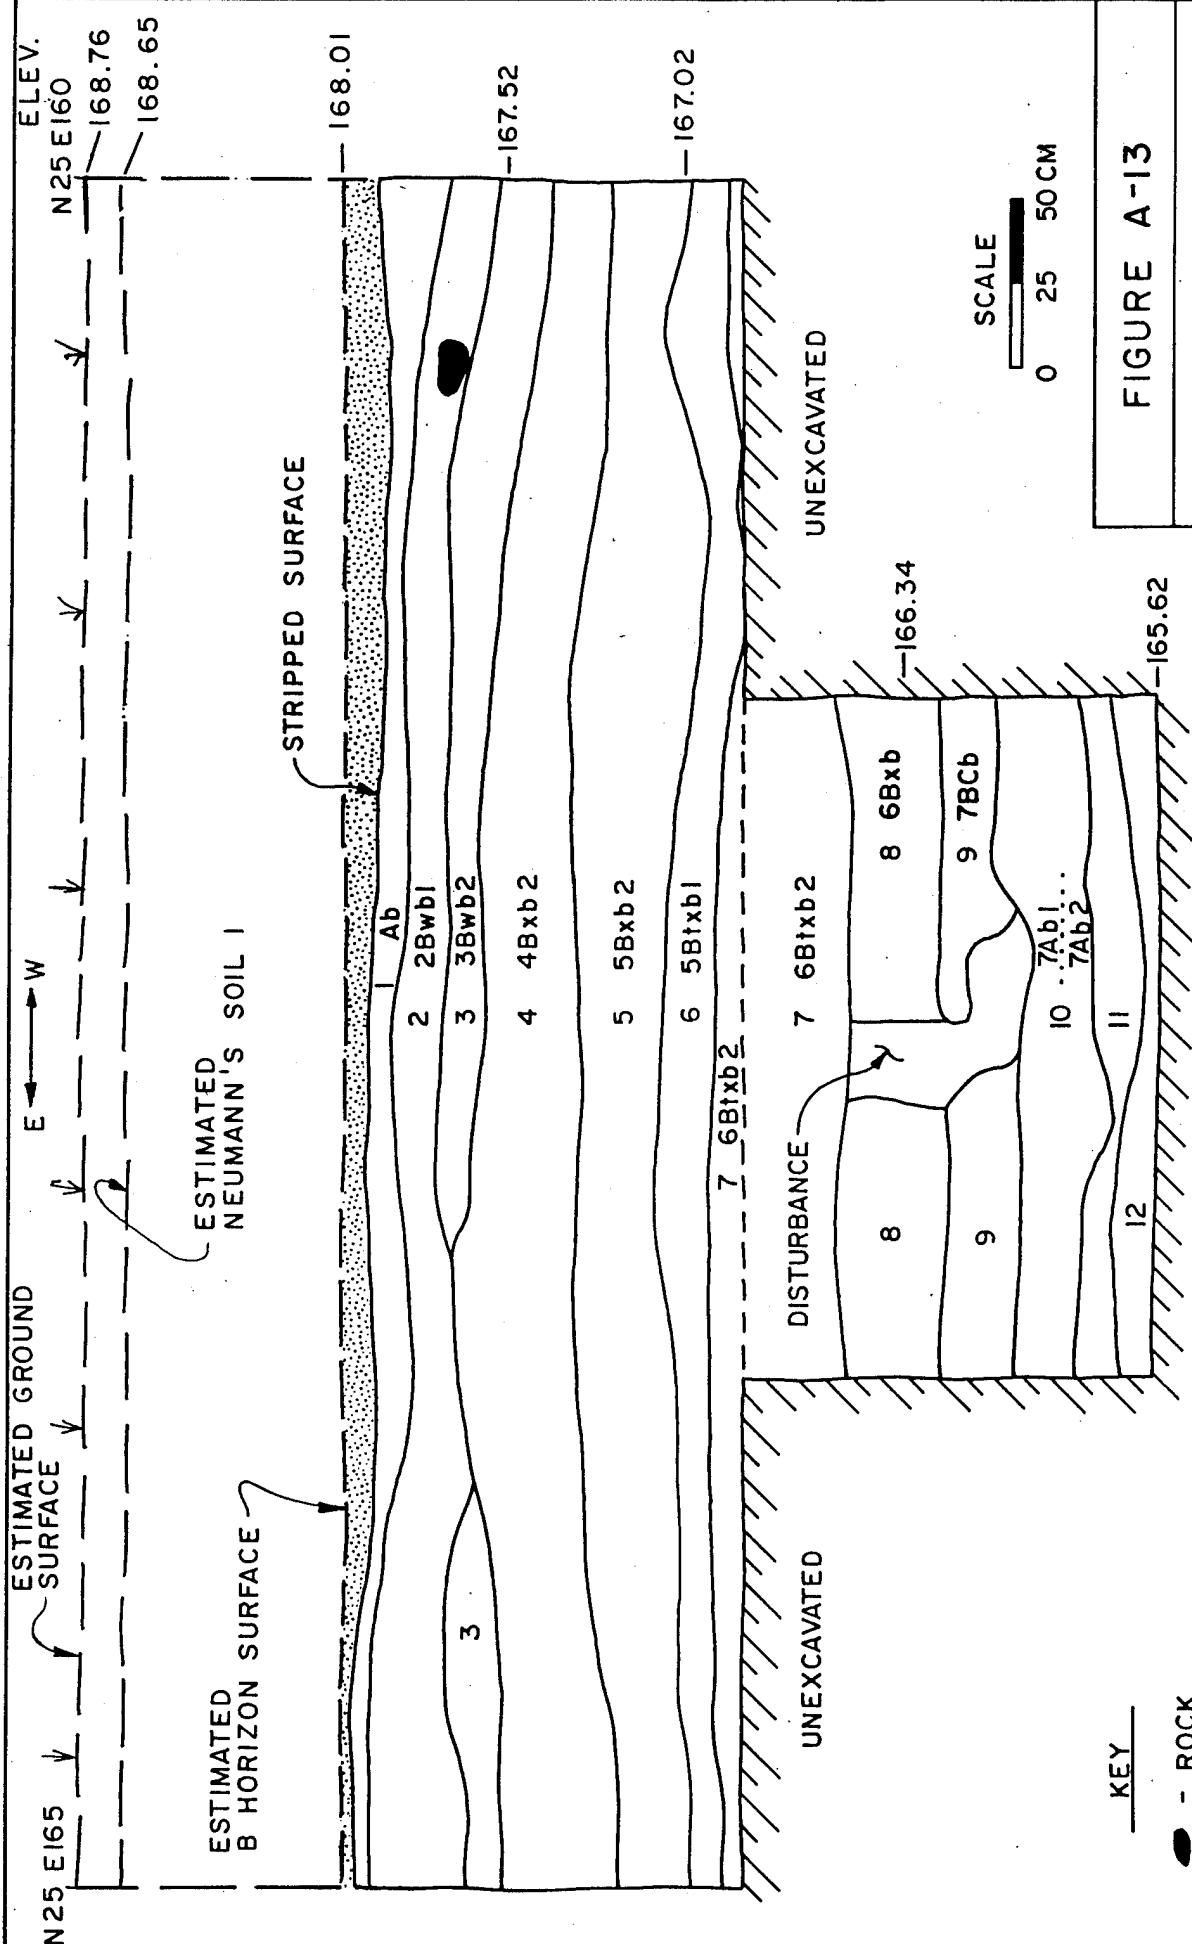 N25 E165
N25 E160
ELEV.
168.76
168.65
ESTIMATED GROUND
SURFACE
E
W
ESTIMATED
NEUMANN'S SOIL 1
168.01
ESTIMATED
B HORIZON SURFACE
STRIPPED SURFACE
1 Ab
2 2Bwb1
3 3 3Bwb2
167.52
4 4Bxb2
5 5Bxb2
167.02
6 5Btxb1
7 6Btxb2
UNEXCAVATED
UNEXCAVATED
7 6Btxb2
DISTURBANCE
8 8 6Bxb
166.34
9 9 7BCb
10 7Ab1
7Ab2
11
12
165.62
SCALE
0 25 50 CM
KEY
- ROCK
FIGURE A-13